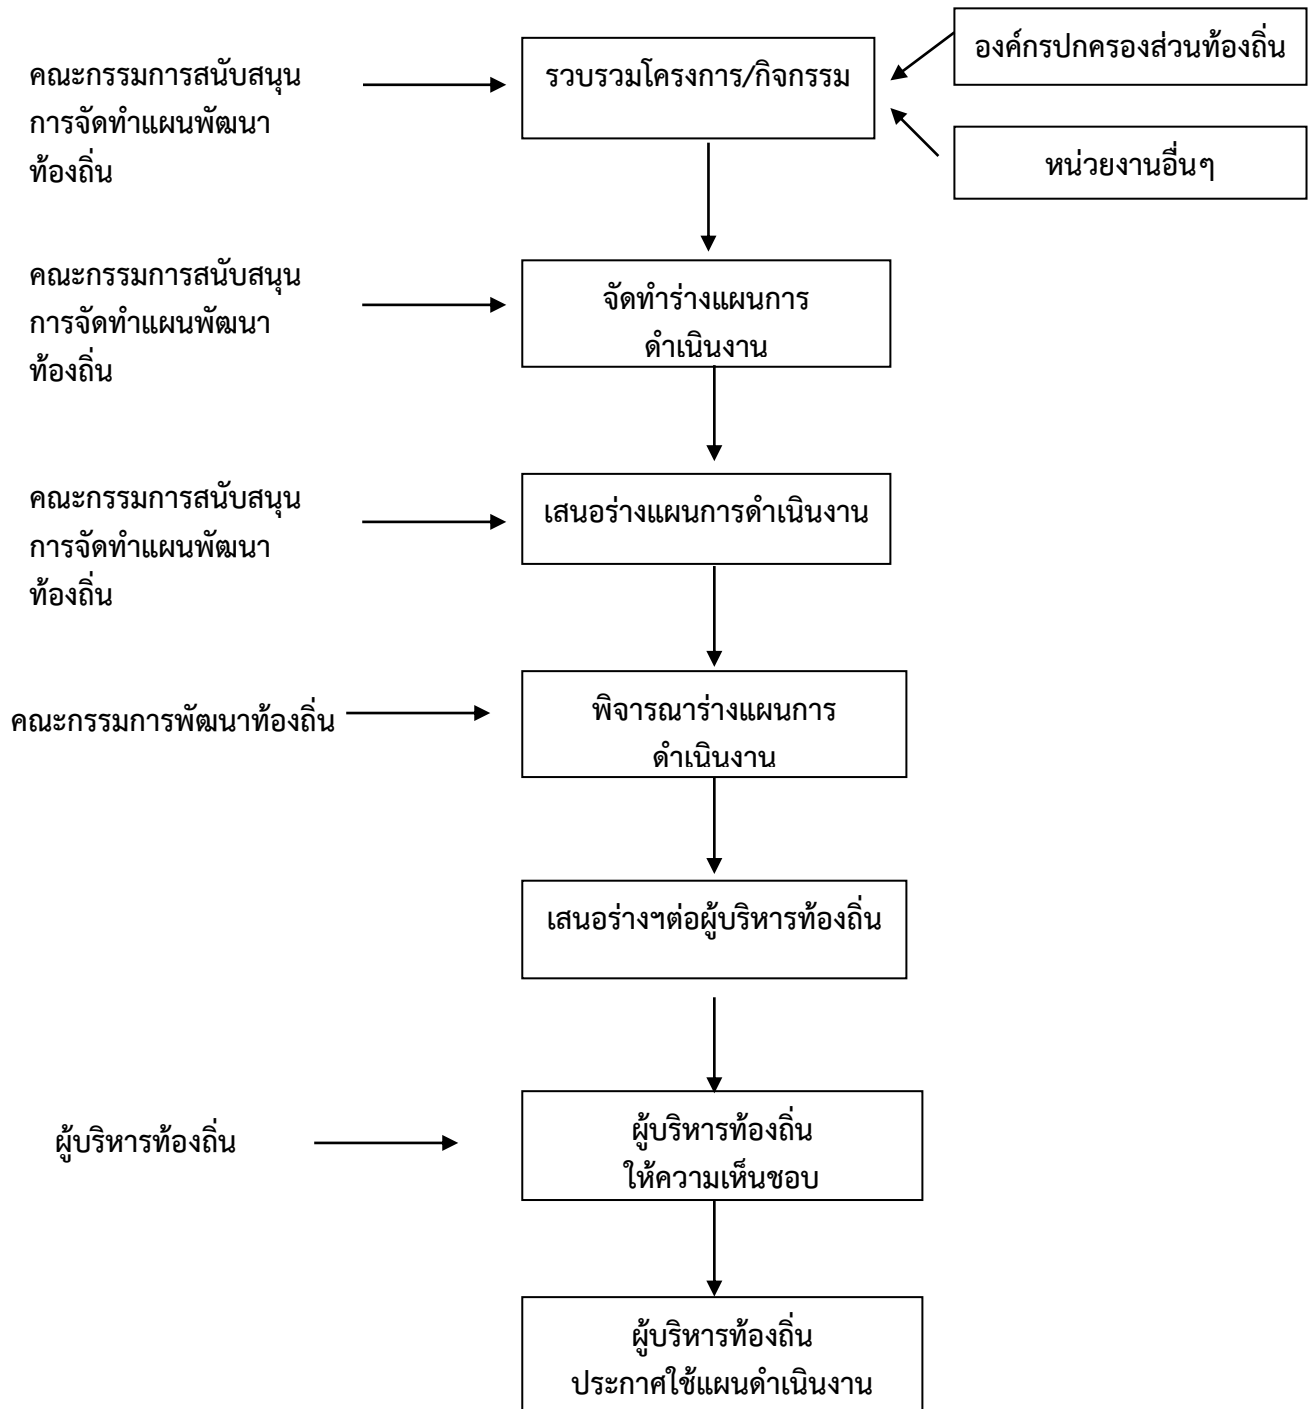 องค์กรปกครองส่วนท้องถิ่น
คณะกรรมการสนับสนุน
การจัดทำแผนพัฒนา
ท้องถิ่น
รวบรวมโครงการ/กิจกรรม
หน่วยงานอื่นๆ
คณะกรรมการสนับสนุน
การจัดทำแผนพัฒนา
ท้องถิ่น
จัดทำร่างแผนการ
ดำเนินงาน
คณะกรรมการสนับสนุน
การจัดทำแผนพัฒนา
ท้องถิ่น
เสนอร่างแผนการดำเนินงาน
คณะกรรมการพัฒนาท้องถิ่น
พิจารณาร่างแผนการ
ดำเนินงาน
เสนอร่างฯต่อผู้บริหารท้องถิ่น
ผู้บริหารท้องถิ่น
ผู้บริหารท้องถิ่น
ให้ความเห็นชอบ
ผู้บริหารท้องถิ่น
ประกาศใช้แผนดำเนินงาน